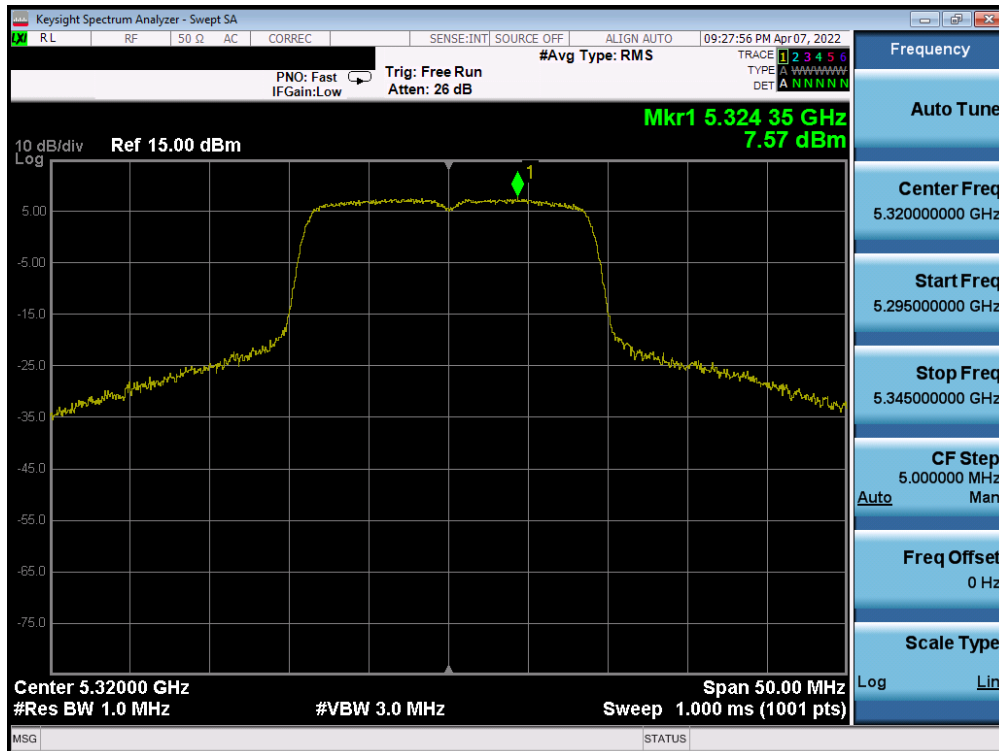 Keysight Spectrum Analyzer - Swept SA
LXI RL RF 50 Ω AC CORREC SENSE:INT SOURCE OFF ALIGN AUTO 09:27:56 PM Apr 07, 2022
#Avg Type: RMS
TRACE 1 2 3 4 5 6
TYPE A WWWWW
DET A N N N N N
PNO: Fast
IFGain:Low
Trig: Free Run
Atten: 26 dB
Mkr1 5.324 35 GHz
7.57 dBm
10 dB/div
Log
Ref 15.00 dBm
1
5.00
-5.00
-15.0
-25.0
-35.0
-45.0
-55.0
-65.0
-75.0
Center 5.32000 GHz
Span 50.00 MHz
#Res BW 1.0 MHz
#VBW 3.0 MHz
Sweep 1.000 ms (1001 pts)
MSG
STATUS
Frequency
Auto Tune
Center Freq
5.320000000 GHz
Start Freq
5.295000000 GHz
Stop Freq
5.345000000 GHz
CF Step
5.000000 MHz
Auto Man
Freq Offset
0 Hz
Scale Type
Log Lin